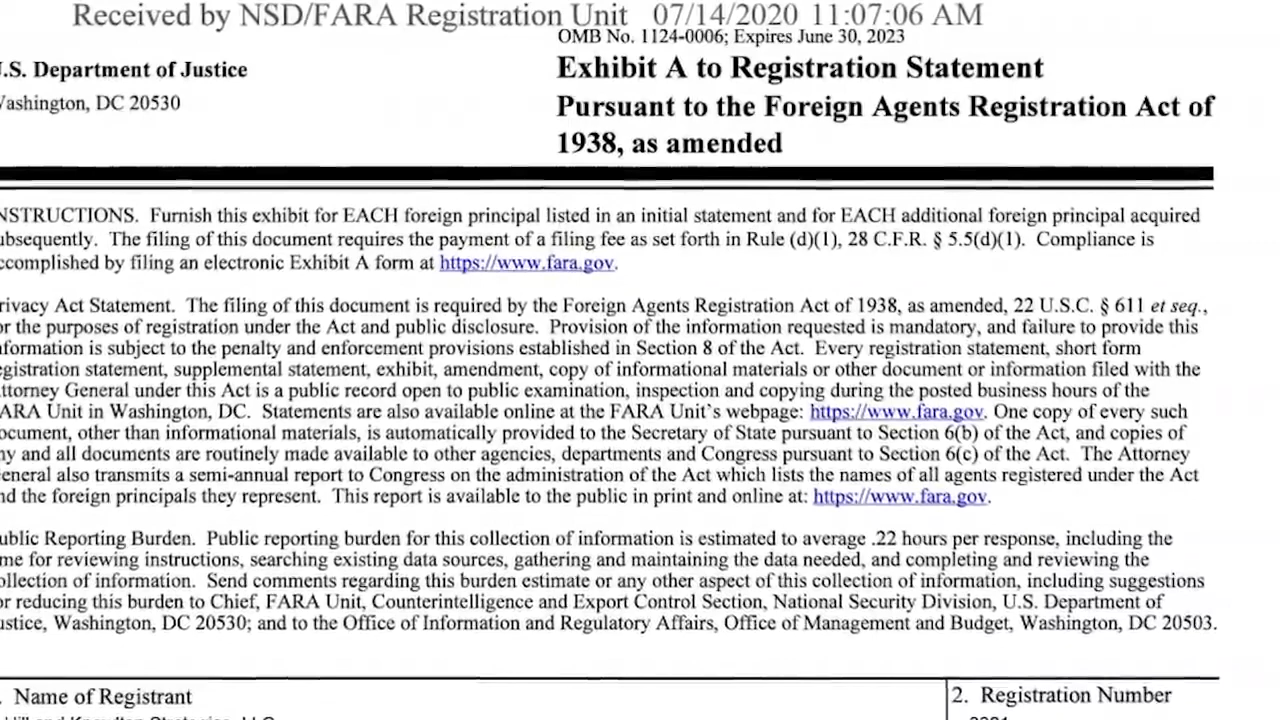 Received by NSD/FARA Registration Unit 07/14/2020 11:07:06 AM
OMB No. 1124-0006; Expires June 30, 2023
.S. Department of Justice
Washington, DC 20530
Exhibit A to Registration Statement
Pursuant to the Foreign Agents Registration Act of
1938, as amended
NSTRUCTIONS. Furnish this exhibit for EACH foreign principal listed in an initial statement and for EACH additional foreign principal acquired
ubsequently. The filing of this document requires the payment of a filing fee as set forth in Rule (d)(1), 28 C.F.R. § 5.5(d)(1). Compliance is
ccomplished by filing an electronic Exhibit A form at https://www.fara.gov.
rivacy Act Statement. The filing of this document is required by the Foreign Agents Registration Act of 1938, as amended, 22 U.S.C. § 611 et seq.,
or the purposes of registration under the Act and public disclosure. Provision of the information requested is mandatory, and failure to provide this
nformation is subject to the penalty and enforcement provisions established in Section 8 of the Act. Every registration statement, short form
egistration statement, supplemental statement, exhibit, amendment, copy of informational materials or other document or information filed with the
ttorney General under this Act is a public record open to public examination, inspection and copying during the posted business hours of the
ARA Unit in Washington, DC. Statements are also available online at the FARA Unit's webpage: https://www.fara.gov. One copy of every such
ocument, other than informational materials, is automatically provided to the Secretary of State pursuant to Section 6(b) of the Act, and copies of
ny and all documents are routinely made available to other agencies, departments and Congress pursuant to Section 6(c) of the Act. The Attorney
eneral also transmits a semi-annual report to Congress on the administration of the Act which lists the names of all agents registered under the Act
nd the foreign principals they represent. This report is available to the public in print and online at: https://www.fara.gov.
ublic Reporting Burden. Public reporting burden for this collection of information is estimated to average .22 hours per response, including the
me for reviewing instructions, searching existing data sources, gathering and maintaining the data needed, and completing and reviewing the
ollection of information. Send comments regarding this burden estimate or any other aspect of this collection of information, including suggestions
or reducing this burden to Chief, FARA Unit, Counterintelligence and Export Control Section, National Security Division, U.S. Department of
ustice, Washington, DC 20530; and to the Office of Information and Regulatory Affairs, Office of Management and Budget, Washington, DC 20503.
. Name of Registrant
2. Registration Number